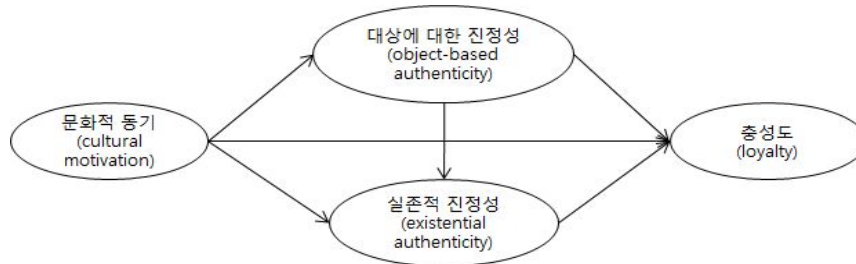 대상에 대한 진정성
(object-based
authenticity)
문화적 동기
(cultural
motivation)
충성도
(loyalty)
실존적 진정성
(existential
authenticity)